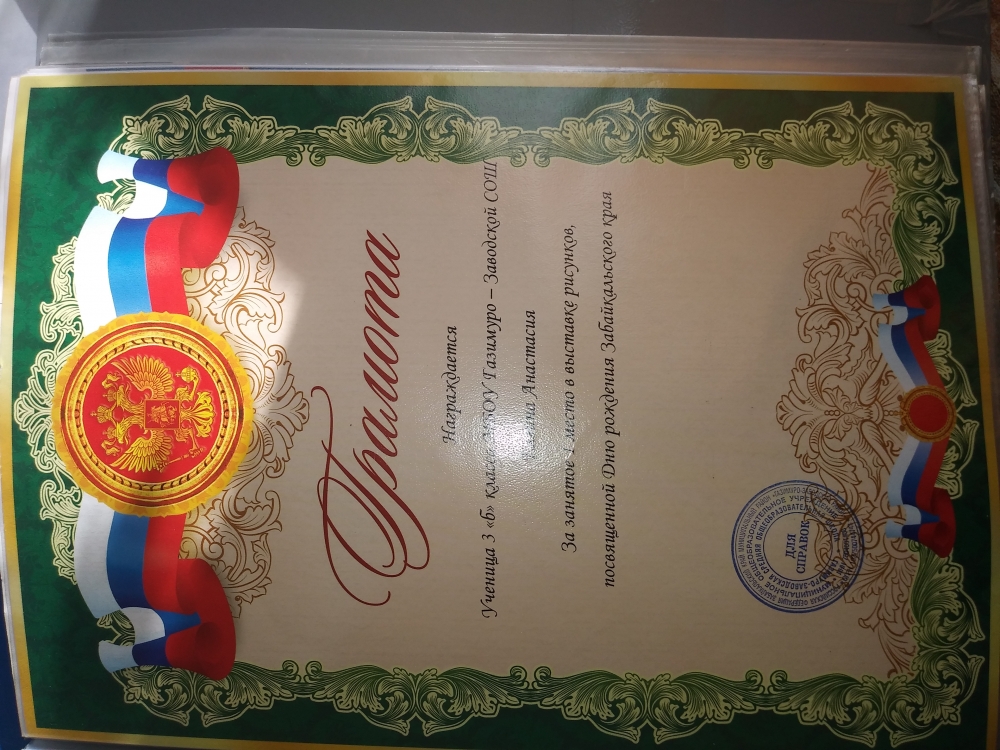 Грамота
Награждается
Ученица 3 «б» класса МБОУ Газимуро – Заводской СОШ
Анастасия
За занятое место в выставке рисунков,
посвященной Дню рождения Забайкальского края
ДЛЯ
СПРАВОК